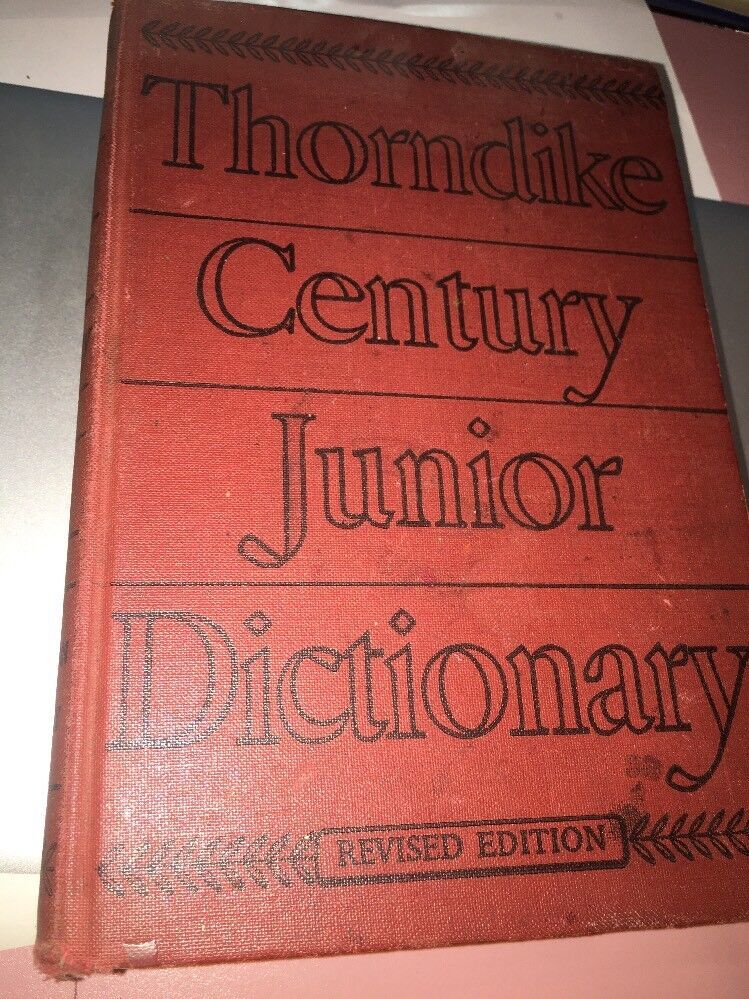 Thorndike
Century
Junior
Dictionary
REVISED EDITION